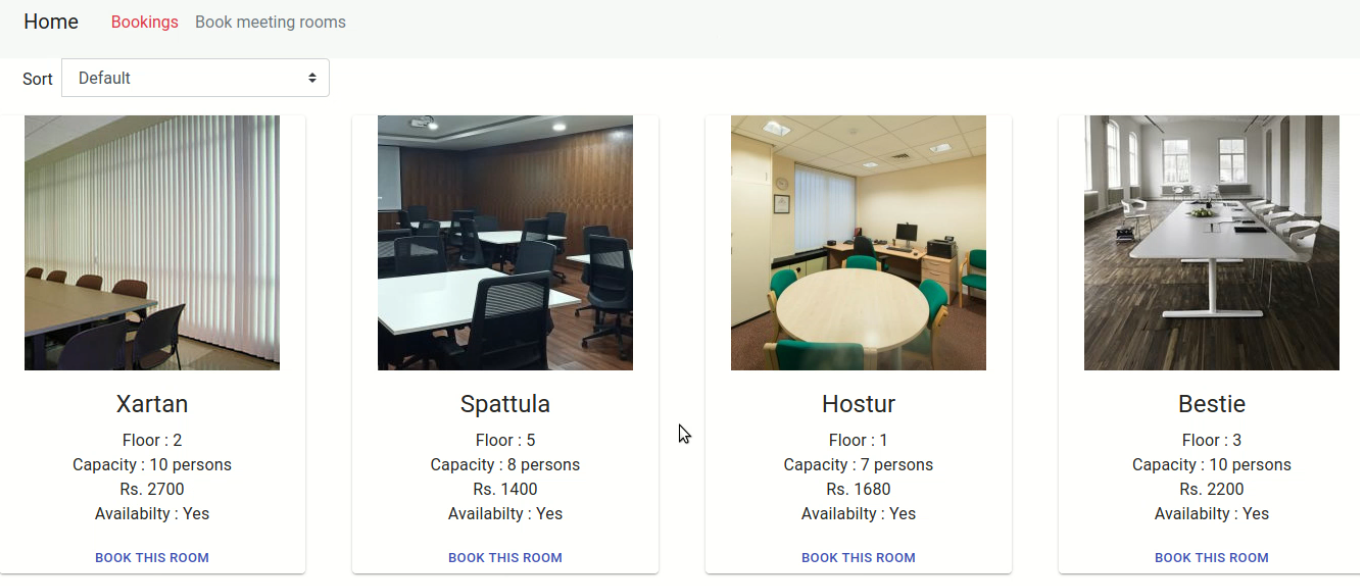 Home Bookings Book meeting rooms
Sort Default
Xartan
Floor : 2
Capacity : 10 persons
Rs. 2700
Availabilty : Yes
BOOK THIS ROOM
Spattula
Floor : 5
Capacity : 8 persons
Rs. 1400
Availabilty : Yes
BOOK THIS ROOM
Hostur
Floor : 1
Capacity : 7 persons
Rs. 1680
Availabilty : Yes
BOOK THIS ROOM
Bestie
Floor : 3
Capacity : 10 persons
Rs. 2200
Availabilty : Yes
BOOK THIS ROOM